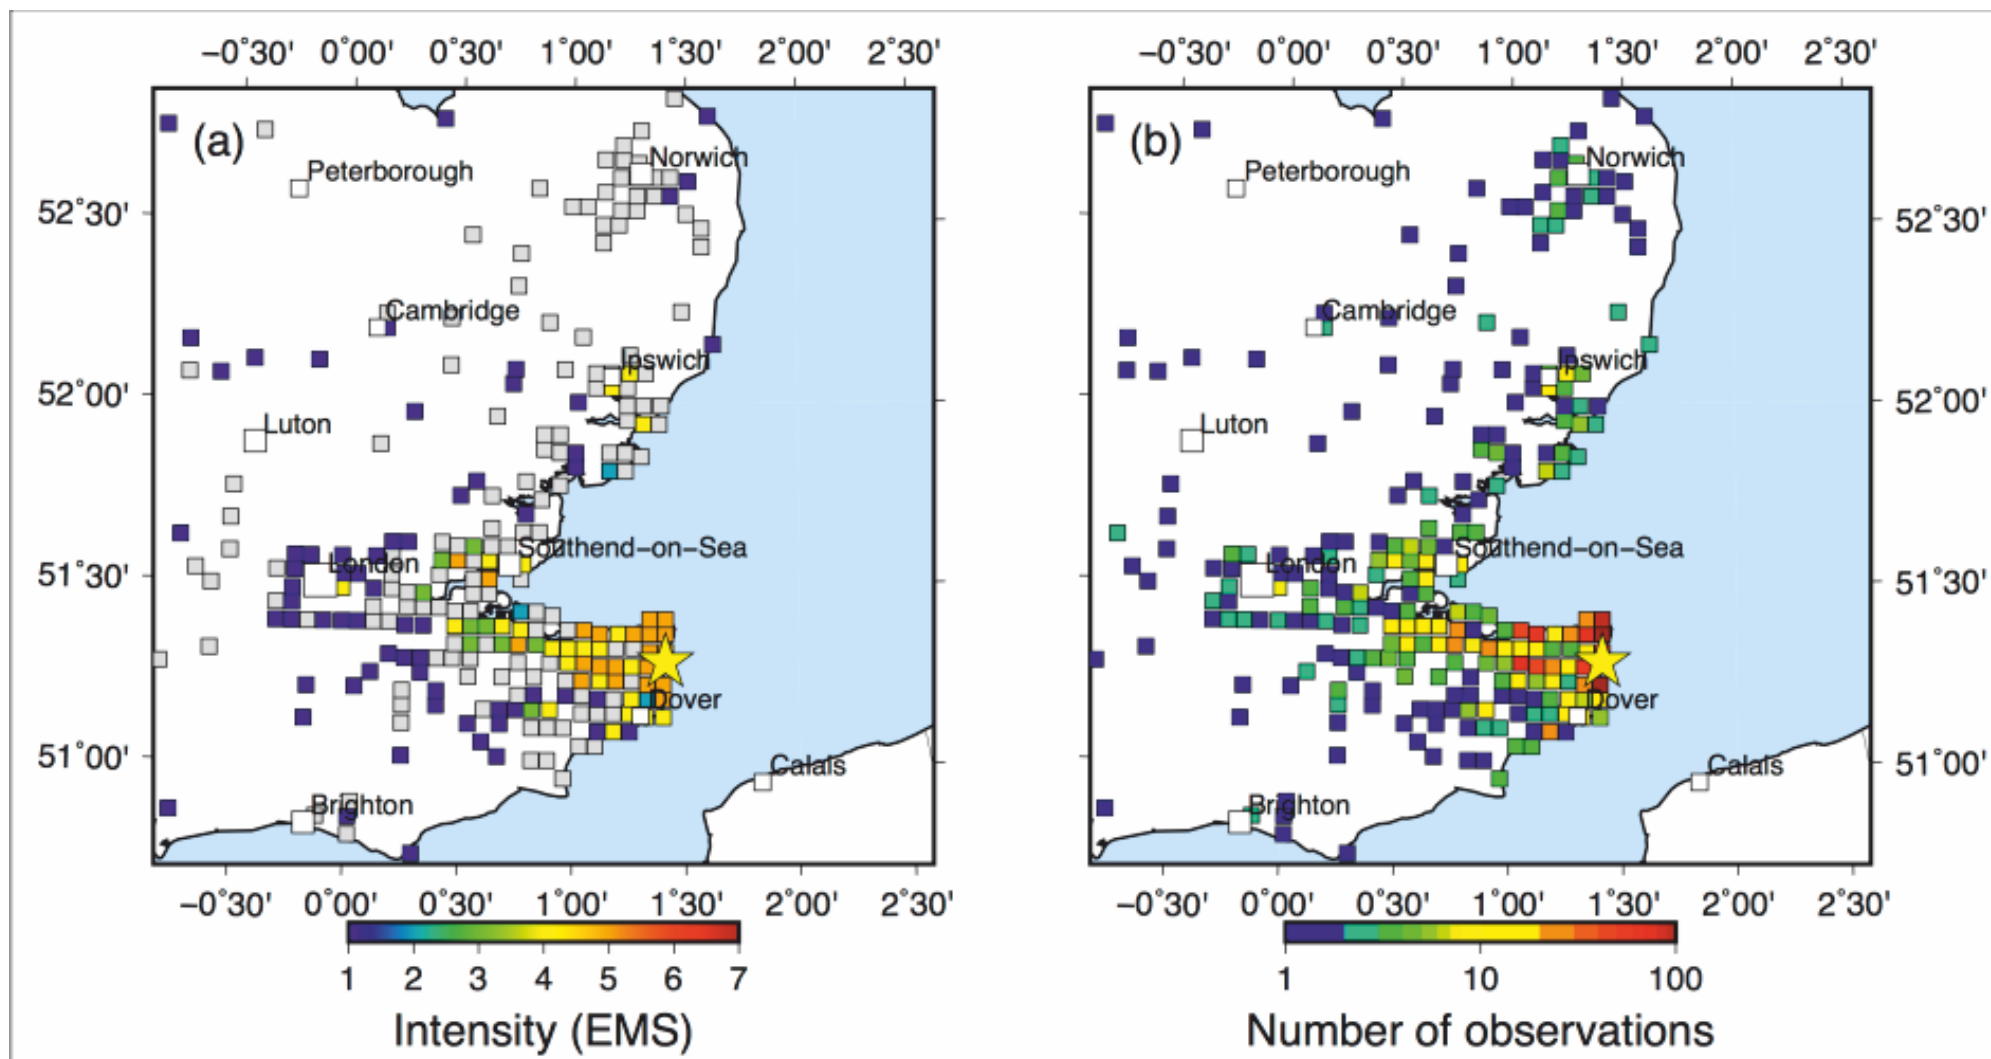 −0˚30' 0˚00' 0˚30' 1˚00' 1˚30' 2˚00' 2˚30'
(a)
Peterborough
Norwich
52˚30'
Cambridge
Ipswich
52˚00'
Luton
Southend−on−Sea
London
51˚30'
Dover
51˚00'
Calais
Brighton
−0˚30' 0˚00' 0˚30' 1˚00' 1˚30' 2˚00' 2˚30'
1 2 3 4 5 6 7
Intensity (EMS)
−0˚30' 0˚00' 0˚30' 1˚00' 1˚30' 2˚00' 2˚30'
(b)
Peterborough
Norwich
52˚30'
Cambridge
Ipswich
52˚00'
Luton
Southend−on−Sea
London
51˚30'
Dover
51˚00'
Calais
Brighton
−0˚30' 0˚00' 0˚30' 1˚00' 1˚30' 2˚00' 2˚30'
1 10 100
Number of observations